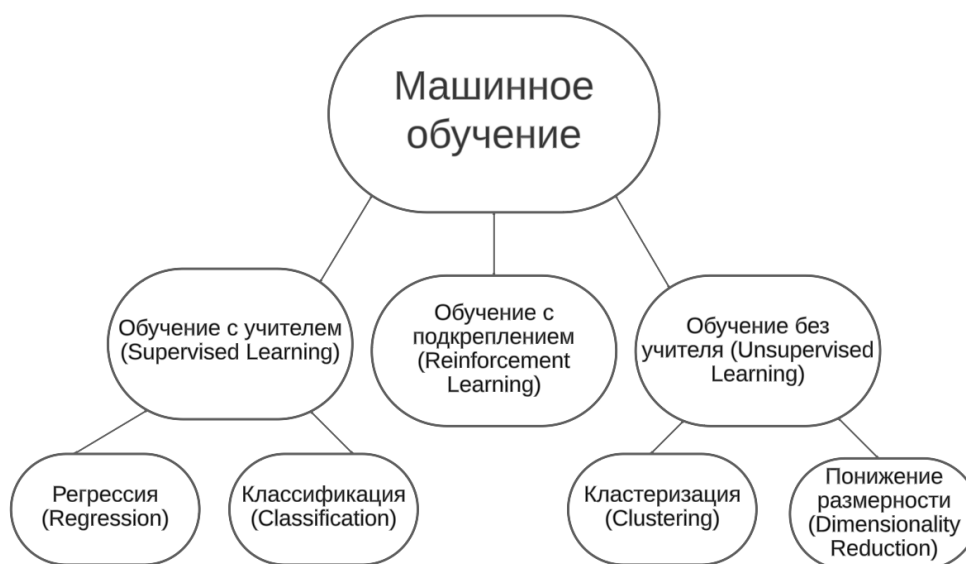 Машинное
обучение
Обучение с учителем
(Supervised Learning)
Обучение с
подкреплением
(Reinforcement
Learning)
Обучение без
учителя (Unsupervised
Learning)
Регрессия
(Regression)
Классификация
(Classification)
Кластеризация
(Clustering)
Понижение
размерности
(Dimensionality
Reduction)